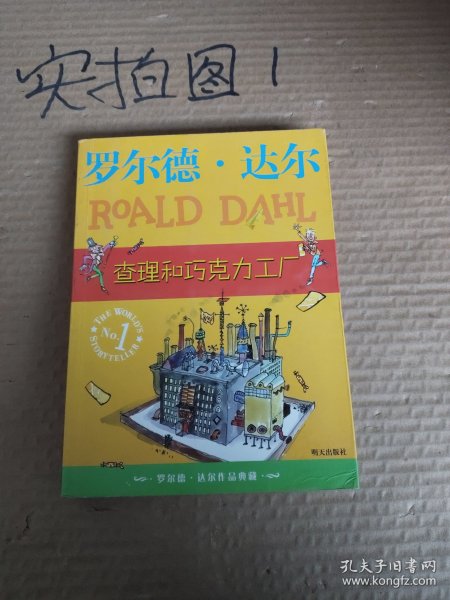 实拍图1
罗尔德·达尔
ROALD DAHL
查理和巧克力工厂
THE WORLD'S
No.1
STORYTELLER
明天出版社
罗尔德·达尔作品典藏
孔夫子旧书网
www.kongfz.com